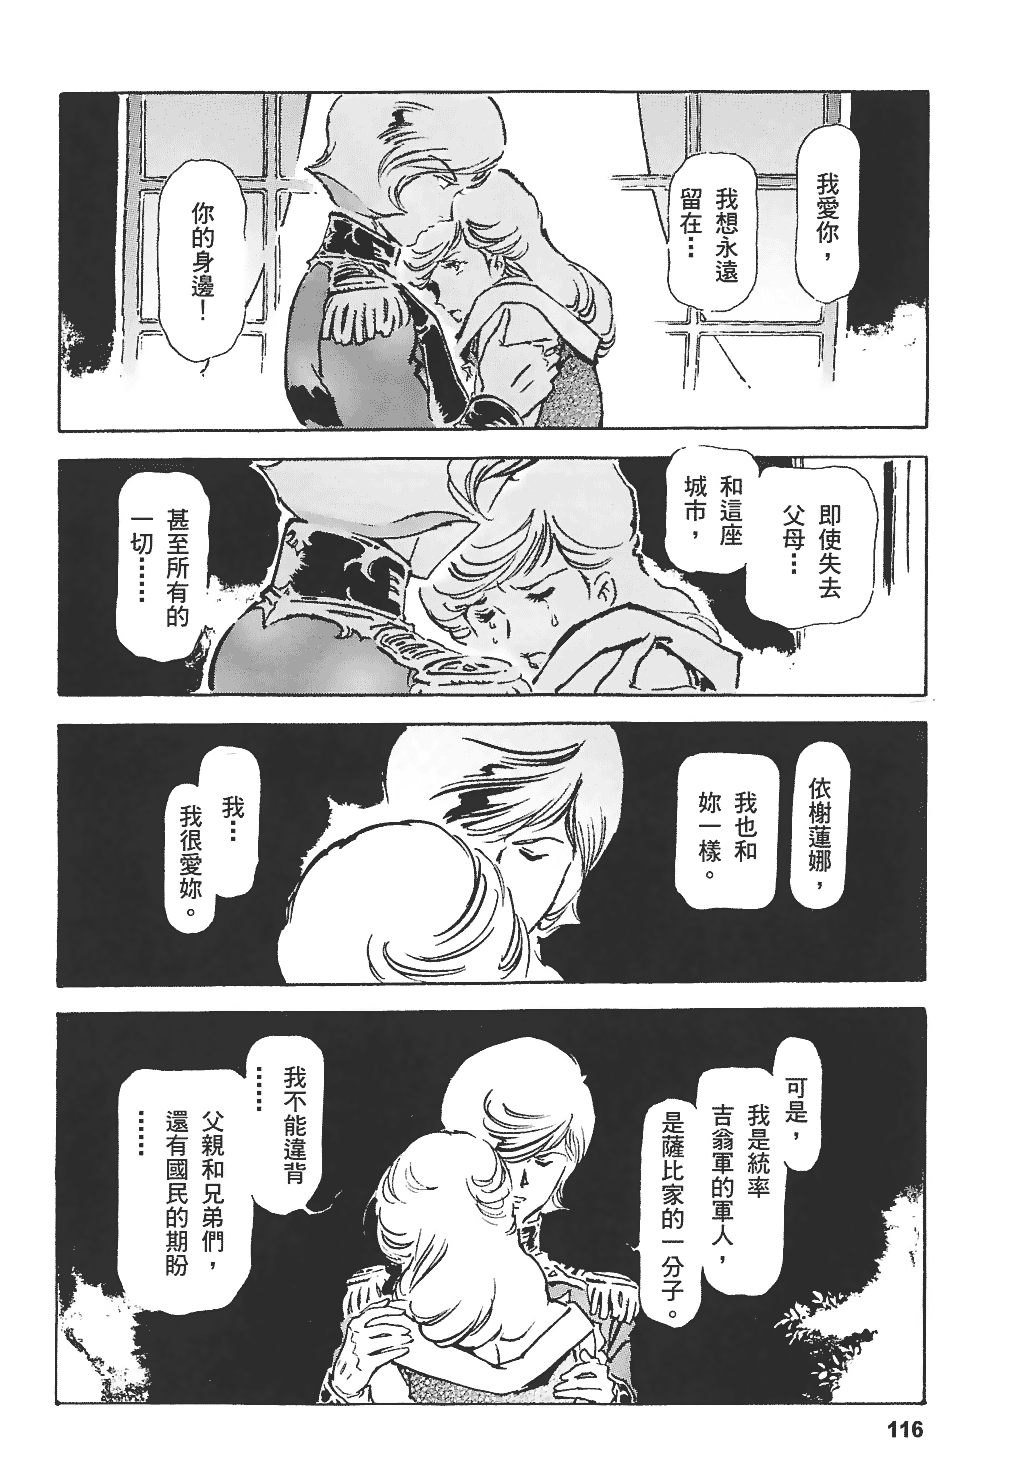 我愛你，
我想永遠
留在…
你的身邊！
即使失去
父母…
和這座
城市，
甚至所有的
一切……
依榭蓮娜，
我也和
妳一樣。
我…
我很愛妳。
可是，
我是統率
吉翁軍的軍人，
是薩比家的一分子。
我不能違背
……
父親和兄弟們，
還有國民的期盼
……
116